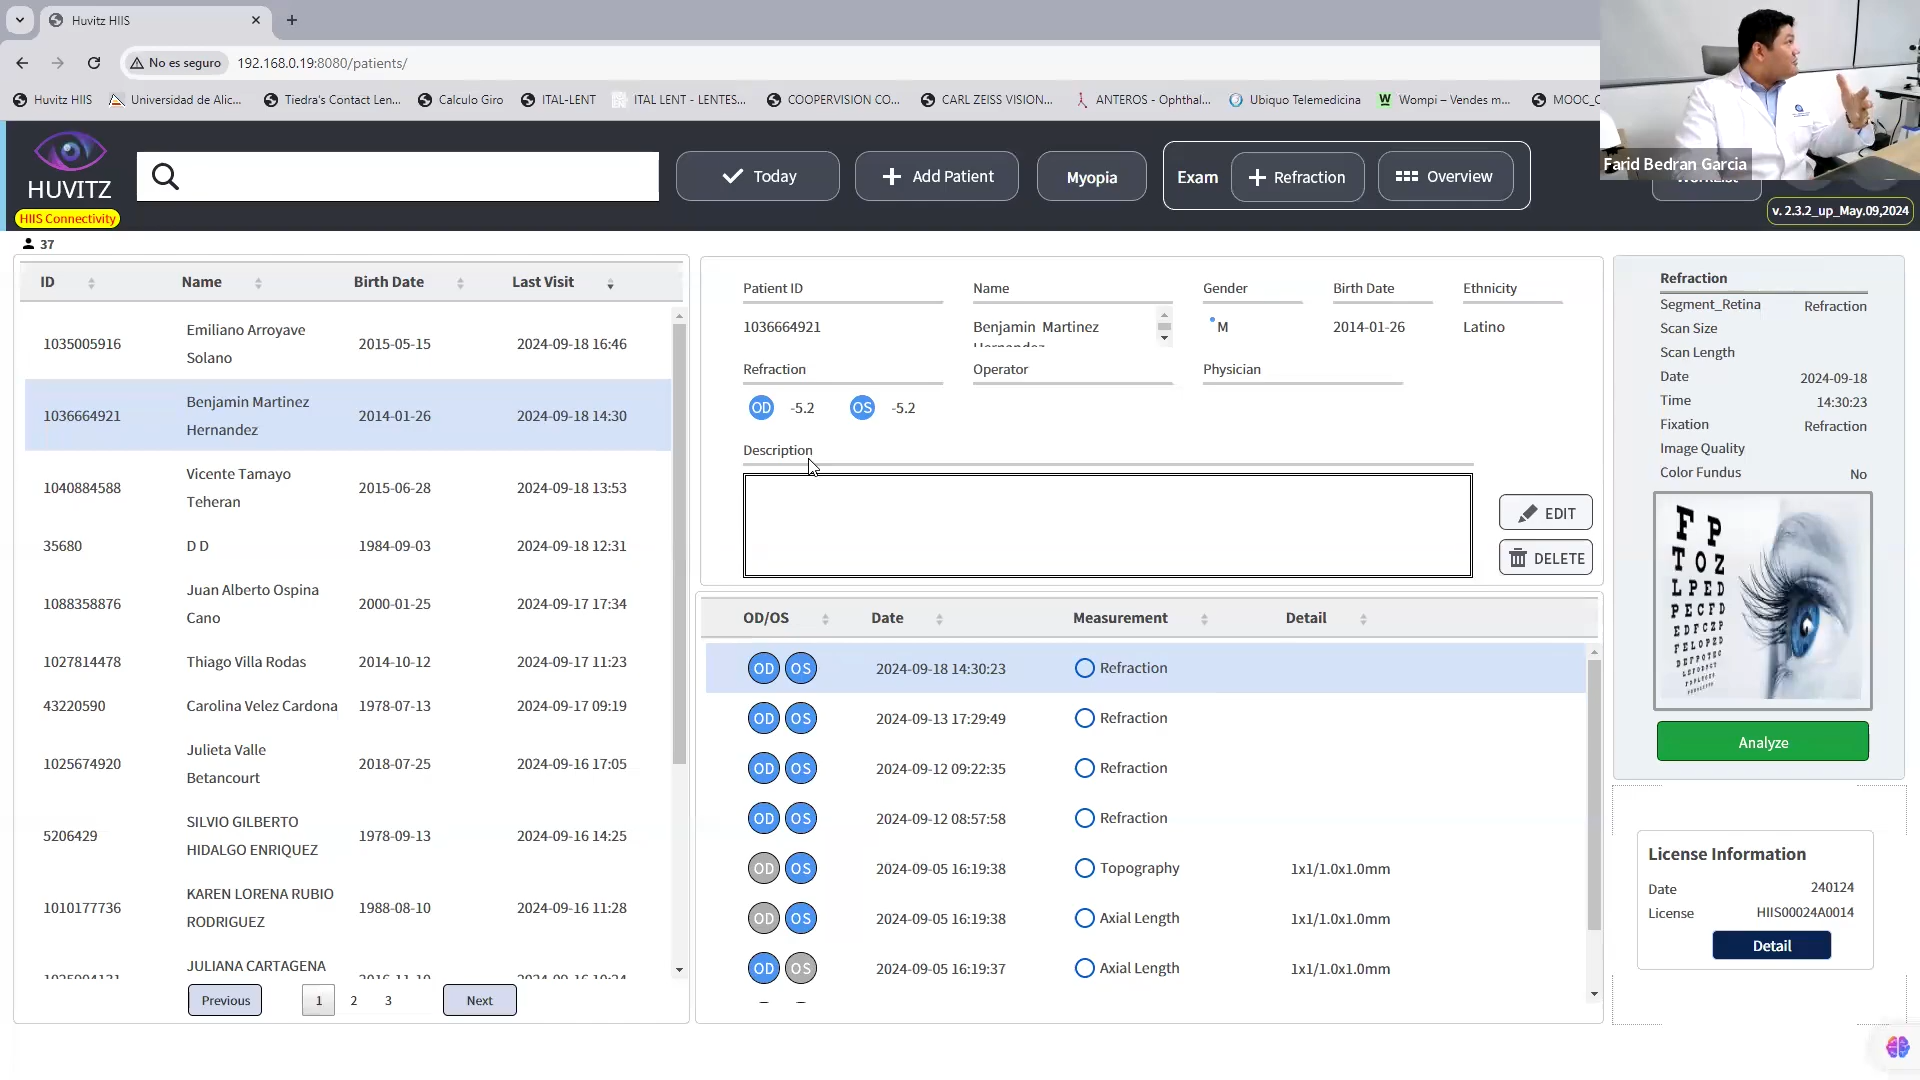 Huvitz HIIS
No es seguro
192.168.0.19:8080/patients/
Huvitz HIIS
Universidad de Alic...
Tiedra's Contact Len...
Calculo Giro
ITAL-LENT
ITAL LENT - LENTES...
COOPERVISION CO...
CARL ZEISS VISION...
ANTEROS - Ophthal...
Ubiquo Telemedicina
Wompi – Vendes m...
MOOC_C
Farid Bedran Garcia
HUVITZ
HIIS Connectivity
Today
Add Patient
Myopia
Exam
Refraction
Overview
v. 2.3.2_up_May.09,2024
37
ID Name Birth Date Last Visit
1035005916 Emiliano Arroyave Solano 2015-05-15 2024-09-18 16:46
1036664921 Benjamin Martinez Hernandez 2014-01-26 2024-09-18 14:30
1040884588 Vicente Tamayo Teheran 2015-06-28 2024-09-18 13:53
35680 D D 1984-09-03 2024-09-18 12:31
1088358876 Juan Alberto Ospina Cano 2000-01-25 2024-09-17 17:34
1027814478 Thiago Villa Rodas 2014-10-12 2024-09-17 11:23
43220590 Carolina Velez Cardona 1978-07-13 2024-09-17 09:19
1025674920 Julieta Valle Betancourt 2018-07-25 2024-09-16 17:05
5206429 SILVIO GILBERTO HIDALGO ENRIQUEZ 1978-09-13 2024-09-16 14:25
1010177736 KAREN LORENA RUBIO RODRIGUEZ 1988-08-10 2024-09-16 11:28
JULIANA CARTAGENA
Previous 1 2 3 Next
Patient ID Name Gender Birth Date Ethnicity
1036664921 Benjamin Martinez M 2014-01-26 Latino
Refraction Operator Physician
OD -5.2 OS -5.2
Description
EDIT
DELETE
OD/OS Date Measurement Detail
OD OS 2024-09-18 14:30:23 Refraction
OD OS 2024-09-13 17:29:49 Refraction
OD OS 2024-09-12 09:22:35 Refraction
OD OS 2024-09-12 08:57:58 Refraction
OD OS 2024-09-05 16:19:38 Topography 1x1/1.0x1.0mm
OD OS 2024-09-05 16:19:38 Axial Length 1x1/1.0x1.0mm
OD OS 2024-09-05 16:19:37 Axial Length 1x1/1.0x1.0mm
Refraction
Segment_Retina Refraction
Scan Size
Scan Length
Date 2024-09-18
Time 14:30:23
Fixation Refraction
Image Quality
Color Fundus No
F P
T O Z
L P E D
P E C F D
E D F C Z P
F E L O P Z D
Analyze
License Information
Date 240124
License HIIS00024A0014
Detail